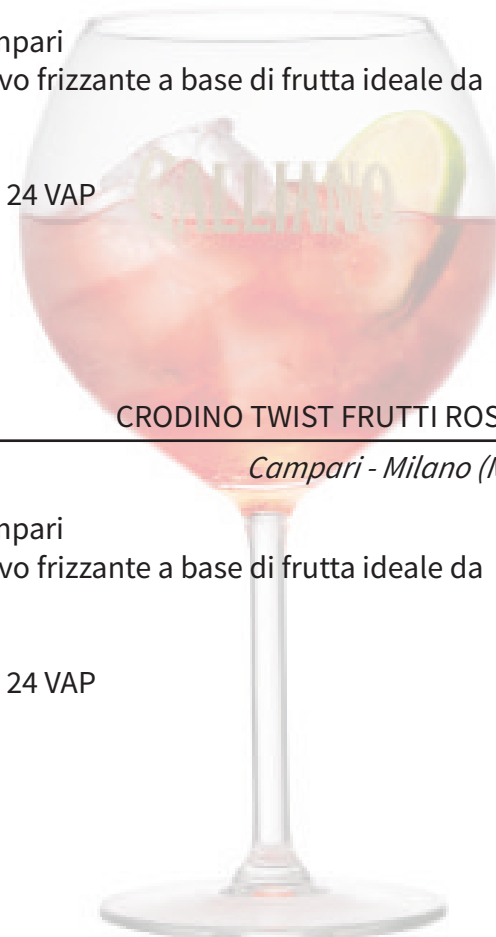 npari
vo frizzante a base di frutta ideale da
24 VAP
GALLIANO
CRODINO TWIST FRUTTI ROS
Campari - Milano (M
npari
vo frizzante a base di frutta ideale da
24 VAP